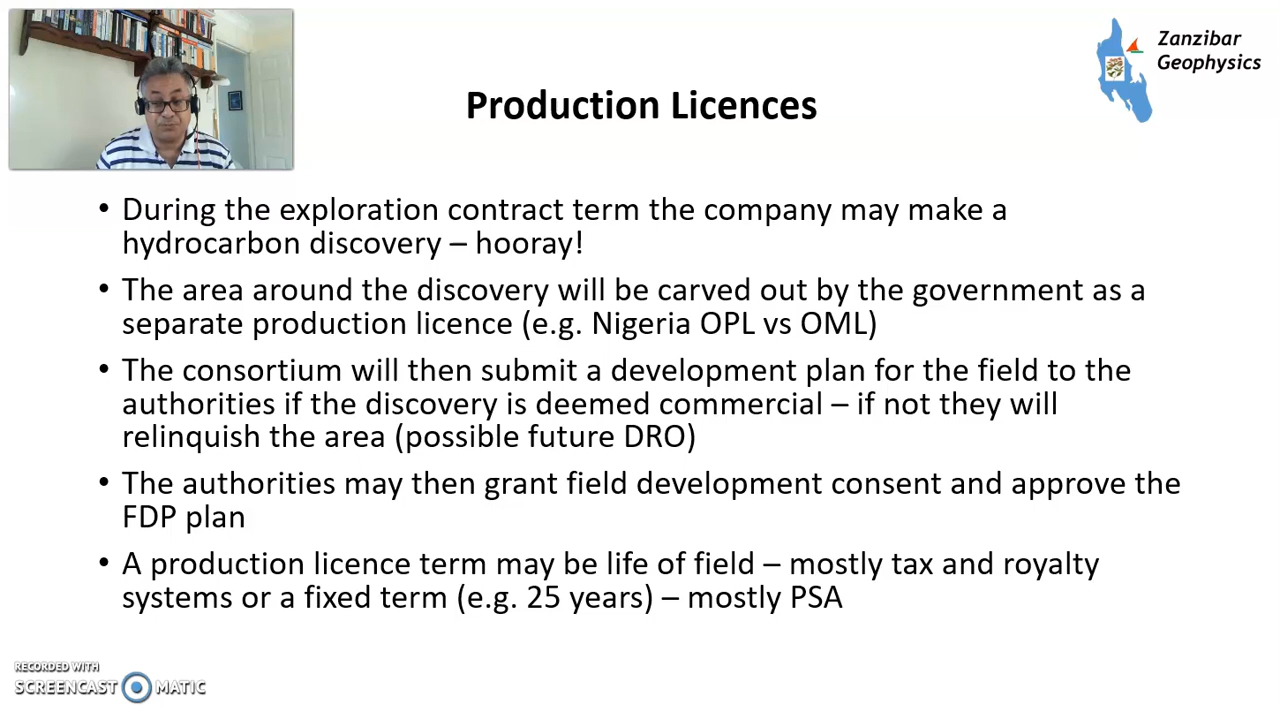 Zanzibar
Geophysics
Production Licences
• During the exploration contract term the company may make a
hydrocarbon discovery – hooray!
• The area around the discovery will be carved out by the government as a
separate production licence (e.g. Nigeria OPL vs OML)
• The consortium will then submit a development plan for the field to the
authorities if the discovery is deemed commercial – if not they will
relinquish the area (possible future DRO)
• The authorities may then grant field development consent and approve the
FDP plan
• A production licence term may be life of field – mostly tax and royalty
systems or a fixed term (e.g. 25 years) – mostly PSA
RECORDED WITH
SCREENCAST MATIC